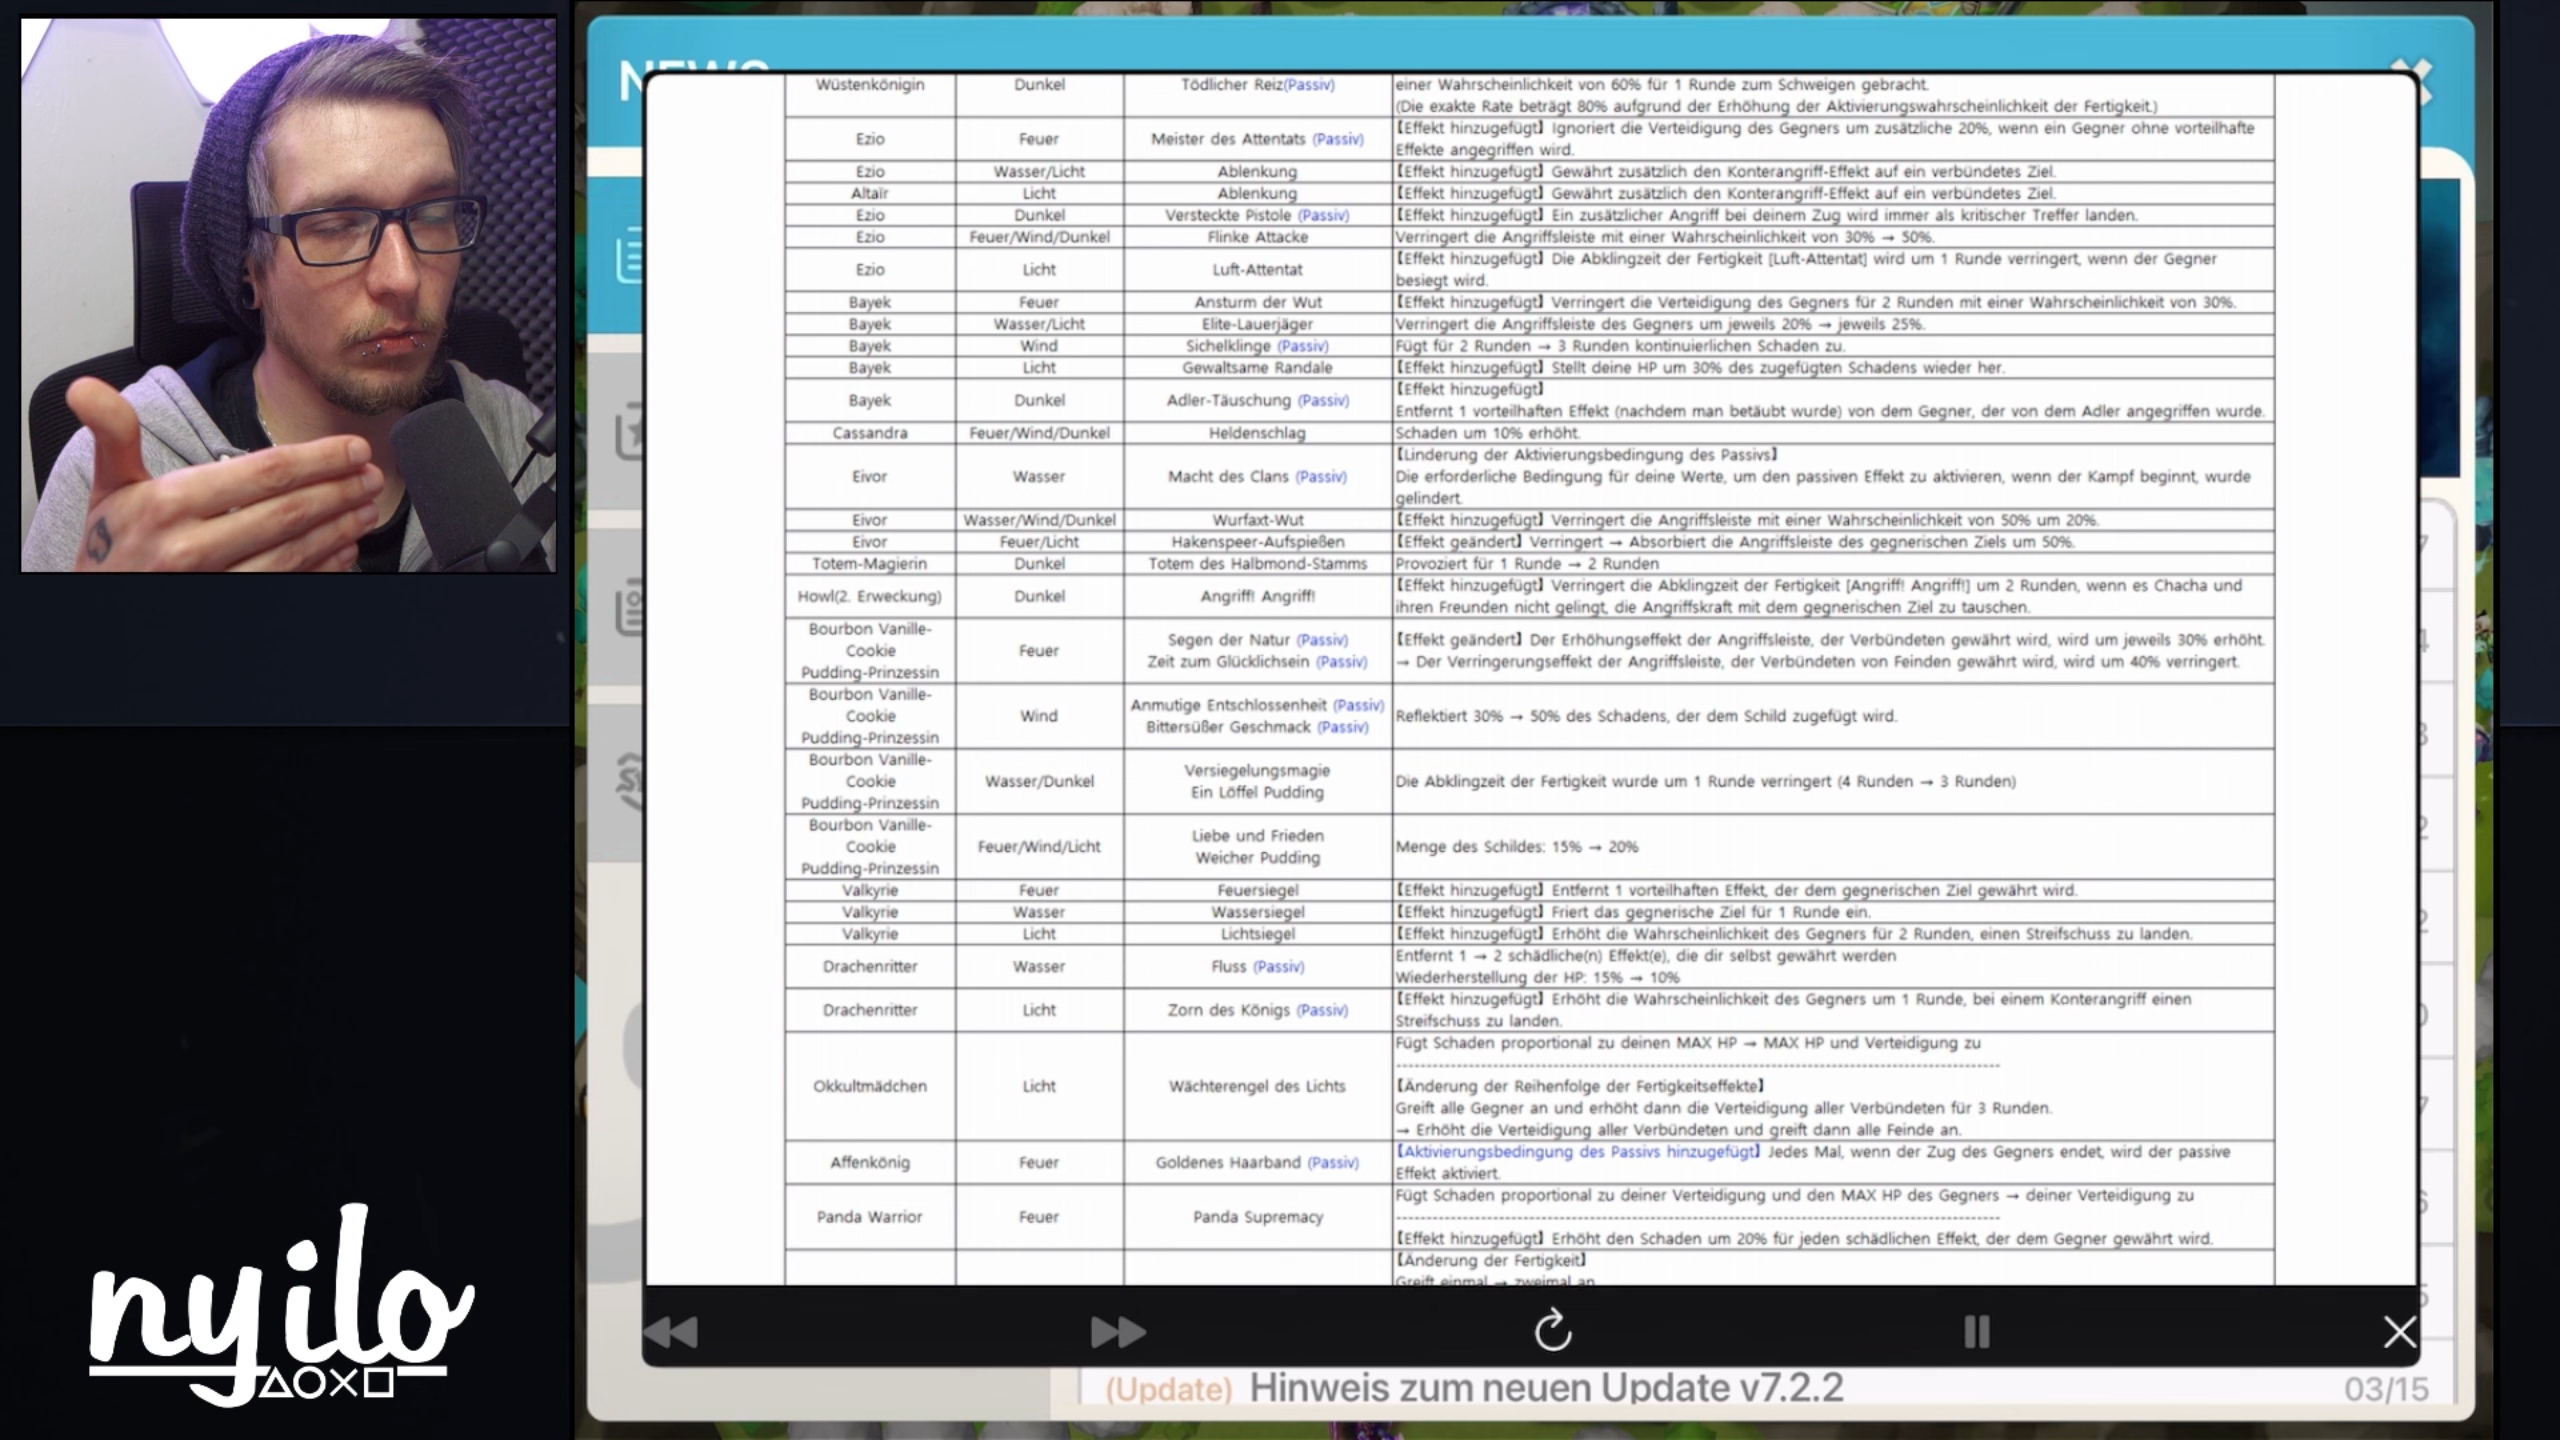 NEWS
Wüstenkönigin Dunkel Tödlicher Reiz(Passiv) einer Wahrscheinlichkeit von 60% für 1 Runde zum Schweigen gebracht.
(Die exakte Rate beträgt 80% aufgrund der Erhöhung der Aktivierungswahrscheinlichkeit der Fertigkeit.)
Ezio Feuer Meister des Attentats (Passiv) 【Effekt hinzugefügt】 Ignoriert die Verteidigung des Gegners um zusätzliche 20%, wenn ein Gegner ohne vorteilhafte
Effekte angegriffen wird.
Ezio Wasser/Licht Ablenkung 【Effekt hinzugefügt】 Gewährt zusätzlich den Konterangriff-Effekt auf ein verbündetes Ziel.
Altaïr Licht Ablenkung 【Effekt hinzugefügt】 Gewährt zusätzlich den Konterangriff-Effekt auf ein verbündetes Ziel.
Ezio Dunkel Versteckte Pistole (Passiv) 【Effekt hinzugefügt】 Ein zusätzlicher Angriff bei deinem Zug wird immer als kritischer Treffer landen.
Ezio Feuer/Wind/Dunkel Flinke Attacke Verringert die Angriffsleiste mit einer Wahrscheinlichkeit von 30% → 50%.
Ezio Licht Luft-Attentat 【Effekt hinzugefügt】 Die Abklingzeit der Fertigkeit [Luft-Attentat] wird um 1 Runde verringert, wenn der Gegner
besiegt wird.
Bayek Feuer Ansturm der Wut 【Effekt hinzugefügt】 Verringert die Verteidigung des Gegners für 2 Runden mit einer Wahrscheinlichkeit von 30%.
Bayek Wasser/Licht Elite-Lauerjäger Verringert die Angriffsleiste des Gegners um jeweils 20% → jeweils 25%.
Bayek Wind Sichelklinge (Passiv) Fügt für 2 Runden → 3 Runden kontinuierlichen Schaden zu.
Bayek Licht Gewaltsame Randale 【Effekt hinzugefügt】 Stellt deine HP um 30% des zugefügten Schadens wieder her.
Bayek Dunkel Adler-Täuschung (Passiv) 【Effekt hinzugefügt】
Entfernt 1 vorteilhaften Effekt (nachdem man betäubt wurde) von dem Gegner, der von dem Adler angegriffen wurde.
Cassandra Feuer/Wind/Dunkel Heldenschlag Schaden um 10% erhöht.
Eivor Wasser Macht des Clans (Passiv) 【Linderung der Aktivierungsbedingung des Passivs】
Die erforderliche Bedingung für deine Werte, um den passiven Effekt zu aktivieren, wenn der Kampf beginnt, wurde
gelindert.
Eivor Wasser/Wind/Dunkel Wurfaxt-Wut 【Effekt hinzugefügt】 Verringert die Angriffsleiste mit einer Wahrscheinlichkeit von 50% um 20%.
Eivor Feuer/Licht Hakenspeer-Aufspießen 【Effekt geändert】 Verringert → Absorbiert die Angriffsleiste des gegnerischen Ziels um 50%.
Totem-Magierin Dunkel Totem des Halbmond-Stamms Provoziert für 1 Runde → 2 Runden
Howl(2. Erweckung) Dunkel Angriff! Angriff! 【Effekt hinzugefügt】 Verringert die Abklingzeit der Fertigkeit [Angriff! Angriff!] um 2 Runden, wenn es Chacha und
ihren Freunden nicht gelingt, die Angriffskraft mit dem gegnerischen Ziel zu tauschen.
Bourbon Vanille-
Cookie
Pudding-Prinzessin Feuer Segen der Natur (Passiv)
Zeit zum Glücklichsein (Passiv) 【Effekt geändert】 Der Erhöhungseffekt der Angriffsleiste, der Verbündeten gewährt wird, wird um jeweils 30% erhöht.
→ Der Verringerungseffekt der Angriffsleiste, der Verbündeten von Feinden gewährt wird, wird um 40% verringert.
Bourbon Vanille-
Cookie
Pudding-Prinzessin Wind Anmutige Entschlossenheit (Passiv)
Bittersüßer Geschmack (Passiv) Reflektiert 30% → 50% des Schadens, der dem Schild zugefügt wird.
Bourbon Vanille-
Cookie
Pudding-Prinzessin Wasser/Dunkel Versiegelungsmagie
Ein Löffel Pudding Die Abklingzeit der Fertigkeit wurde um 1 Runde verringert (4 Runden → 3 Runden)
Bourbon Vanille-
Cookie
Pudding-Prinzessin Feuer/Wind/Licht Liebe und Frieden
Weicher Pudding Menge des Schildes: 15% → 20%
Valkyrie Feuer Feuersiegel 【Effekt hinzugefügt】 Entfernt 1 vorteilhaften Effekt, der dem gegnerischen Ziel gewährt wird.
Valkyrie Wasser Wassersiegel 【Effekt hinzugefügt】 Friert das gegnerische Ziel für 1 Runde ein.
Valkyrie Licht Lichtsiegel 【Effekt hinzugefügt】 Erhöht die Wahrscheinlichkeit des Gegners für 2 Runden, einen Streifschuss zu landen.
Drachenritter Wasser Fluss (Passiv) Entfernt 1 → 2 schädliche(n) Effekt(e), die dir selbst gewährt werden
Wiederherstellung der HP: 15% → 10%
Drachenritter Licht Zorn des Königs (Passiv) 【Effekt hinzugefügt】 Erhöht die Wahrscheinlichkeit des Gegners um 1 Runde, bei einem Konterangriff einen
Streifschuss zu landen.
Okkultmädchen Licht Wächterengel des Lichts Fügt Schaden proportional zu deinen MAX HP → MAX HP und Verteidigung zu
【Änderung der Reihenfolge der Fertigkeitseffekte】
Greift alle Gegner an und erhöht dann die Verteidigung aller Verbündeten für 3 Runden.
→ Erhöht die Verteidigung aller Verbündeten und greift dann alle Feinde an.
Affenkönig Feuer Goldenes Haarband (Passiv) 【Aktivierungsbedingung des Passivs hinzugefügt】 Jedes Mal, wenn der Zug des Gegners endet, wird der passive
Effekt aktiviert.
Panda Warrior Feuer Panda Supremacy Fügt Schaden proportional zu deiner Verteidigung und den MAX HP des Gegners → deiner Verteidigung zu
【Effekt hinzugefügt】 Erhöht den Schaden um 20% für jeden schädlichen Effekt, der dem Gegner gewährt wird.
【Änderung der Fertigkeit】
Greift einmal → zweimal an
(Update) Hinweis zum neuen Update v7.2.2 03/15
nyilo